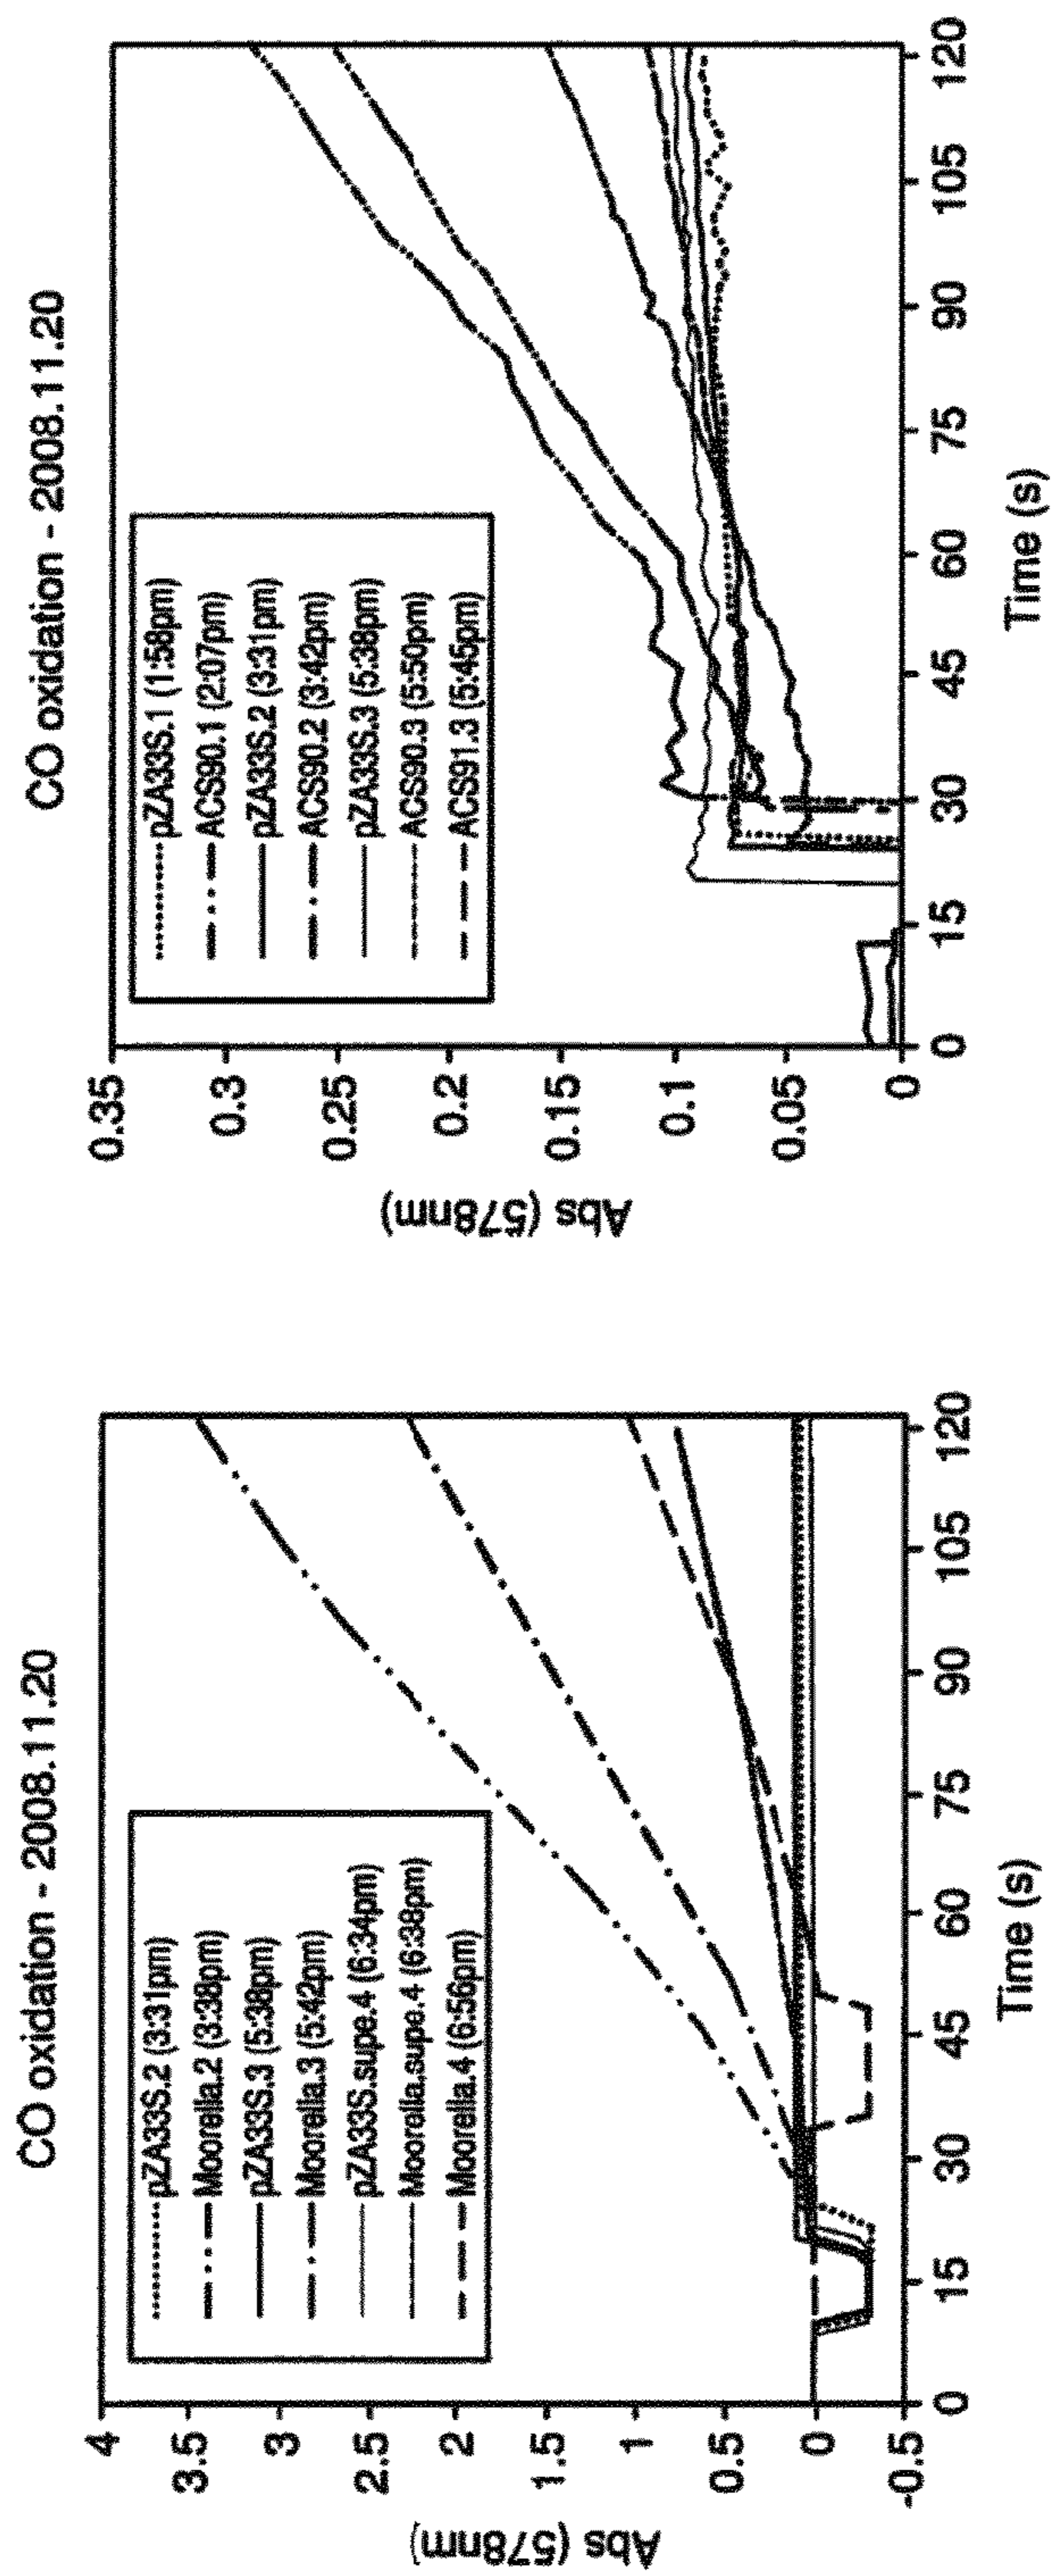 CO oxidation - 2008.11.20
Abs (578nm)
4
3.5
3
2.5
2
1.5
1
0.5
0
-0.5
pZA33S.2 (3:31pm)
Moorella.2 (3:38pm)
pZA33S.3 (5:38pm)
Moorella.3 (5:42pm)
pZA33S.supe.4 (6:34pm)
Moorella.supe.4 (6:38pm)
Moorella.4 (6:56pm)
0 15 30 45 60 75 90 105 120
Time (s)
CO oxidation - 2008.11.20
Abs (578nm)
0.35
0.3
0.25
0.2
0.15
0.1
0.05
0
pZA33S.1 (1:58pm)
ACS90.1 (2:07pm)
pZA33S.2 (3:31pm)
ACS90.2 (3:42pm)
pZA33S.3 (5:38pm)
ACS90.3 (5:50pm)
ACS91.3 (5:45pm)
0 15 30 45 60 75 90 105 120
Time (s)